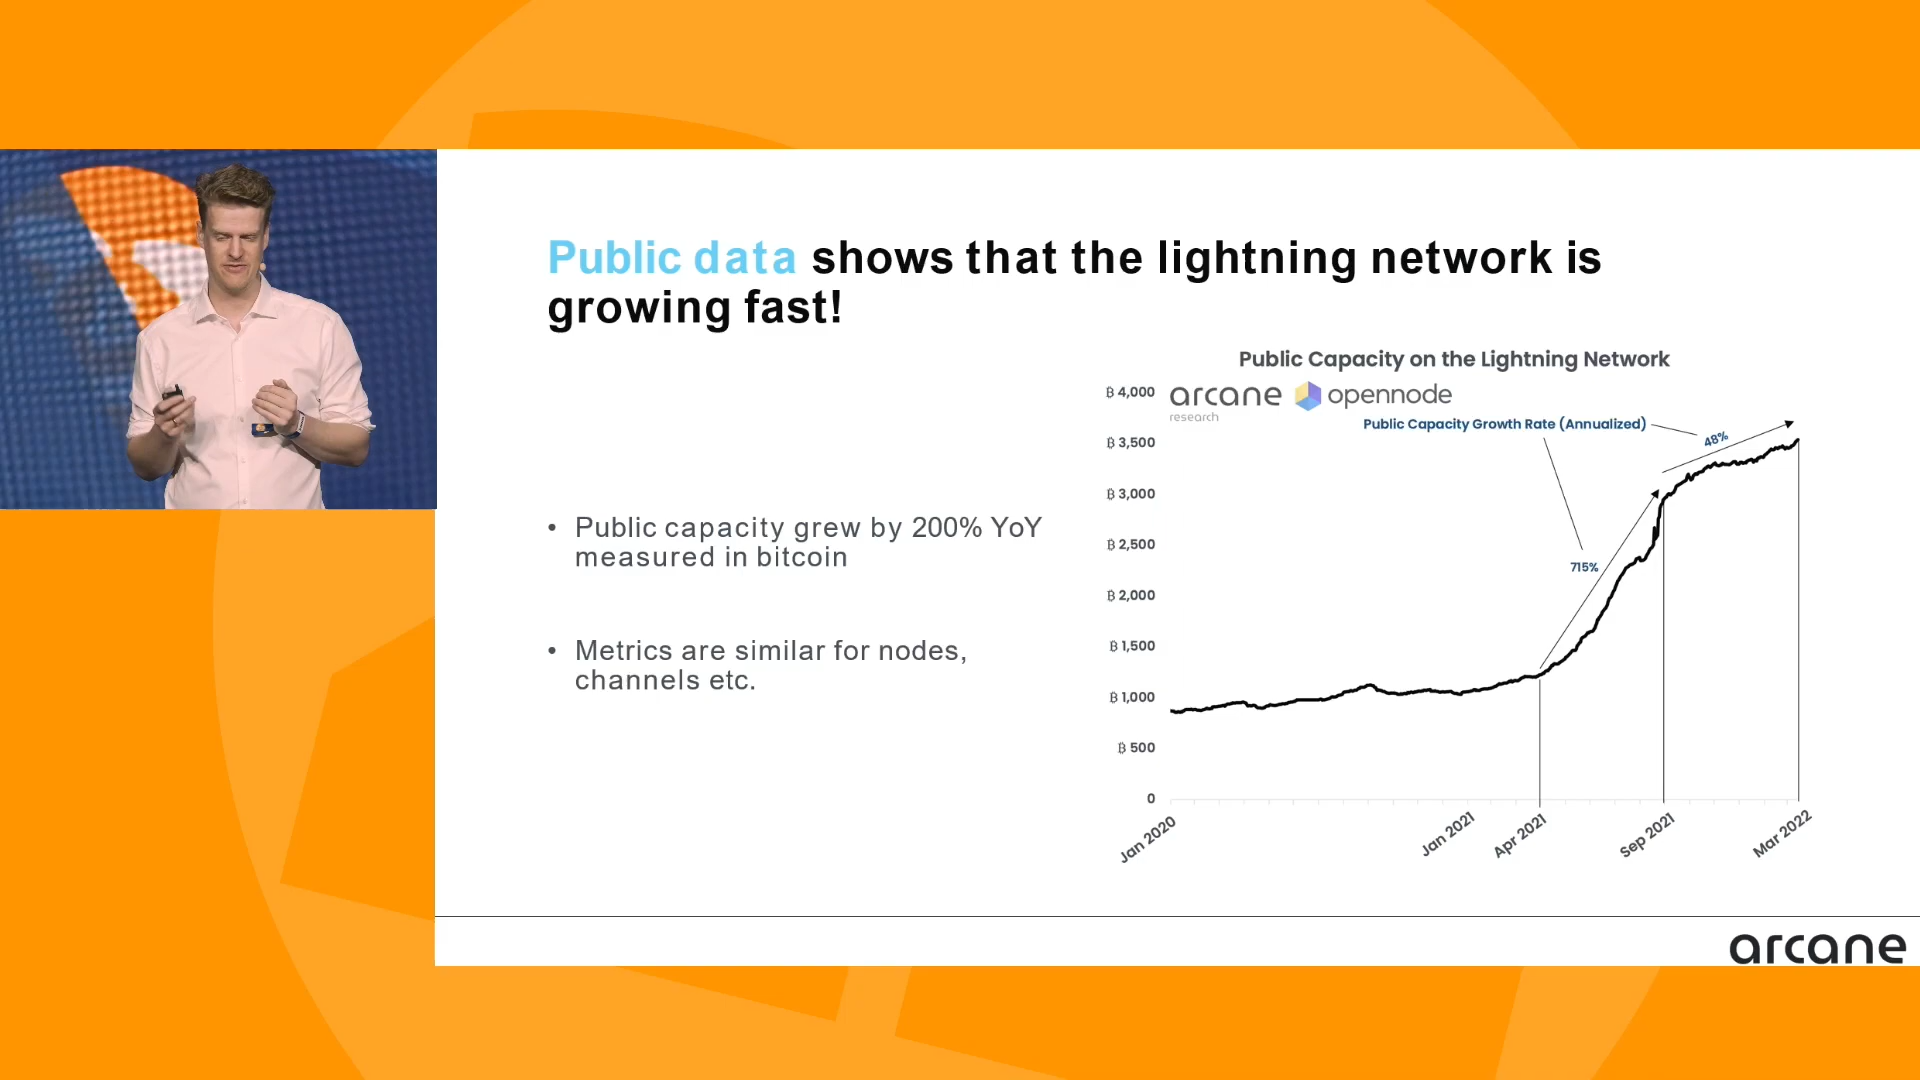 Public data shows that the lightning network is
growing fast!
• Public capacity grew by 200% YoY
measured in bitcoin
• Metrics are similar for nodes,
channels etc.
Public Capacity on the Lightning Network
arcane
research
opennode
Public Capacity Growth Rate (Annualized)
48%
715%
₿ 4,000
₿ 3,500
₿ 3,000
₿ 2,500
₿ 2,000
₿ 1,500
₿ 1,000
₿ 500
0
Jan 2020
Jan 2021
Apr 2021
Sep 2021
Mar 2022
arcane